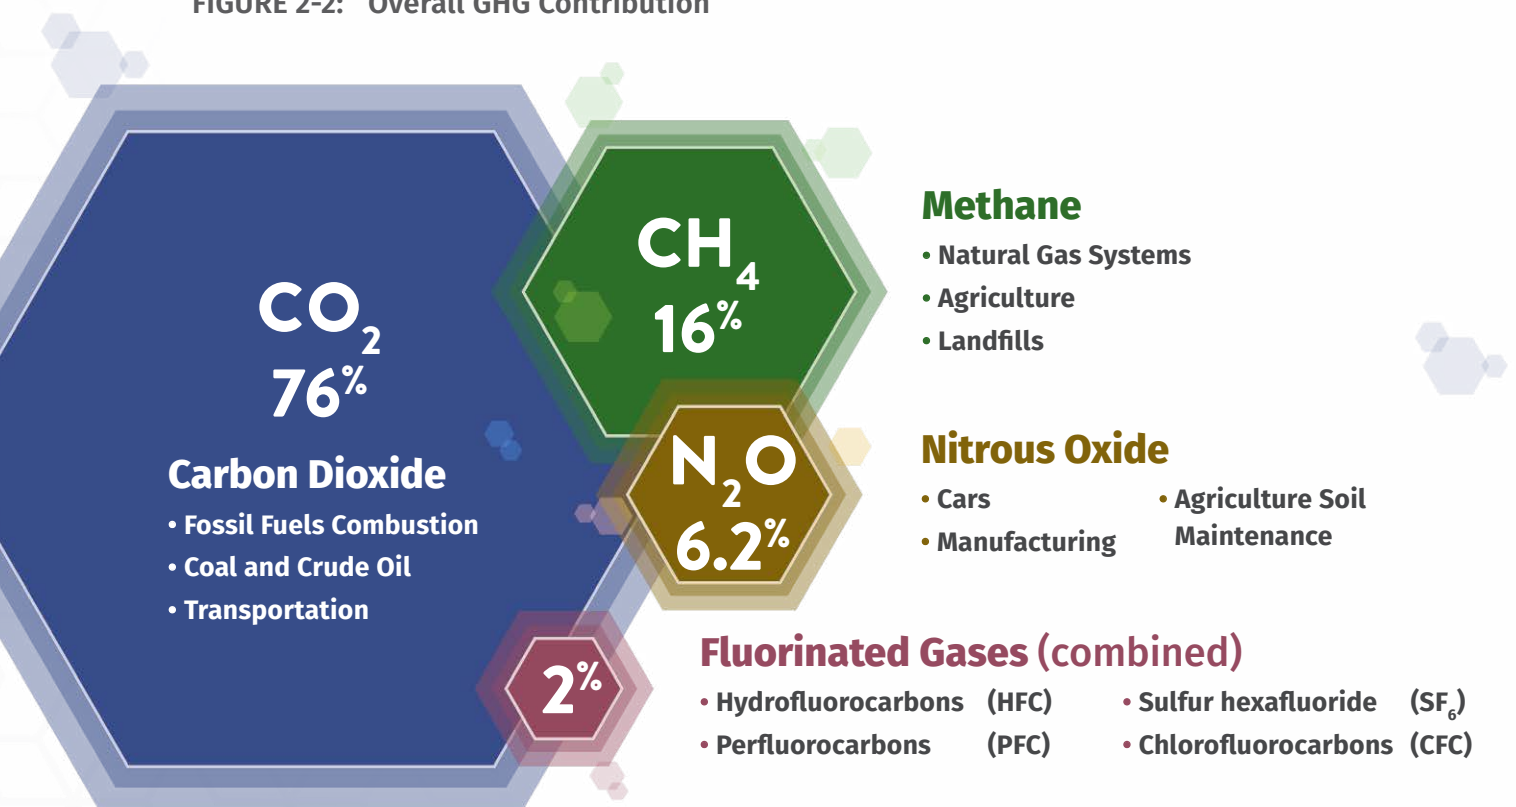 FIGURE 2-2: Overall GHG Contribution
CO2
76%
Carbon Dioxide
• Fossil Fuels Combustion
• Coal and Crude Oil
• Transportation
CH4
16%
Methane
• Natural Gas Systems
• Agriculture
• Landfills
N2O
6.2%
Nitrous Oxide
• Cars
• Manufacturing
• Agriculture Soil
Maintenance
2%
Fluorinated Gases (combined)
• Hydrofluorocarbons (HFC)
• Perfluorocarbons (PFC)
• Sulfur hexafluoride (SF6)
• Chlorofluorocarbons (CFC)